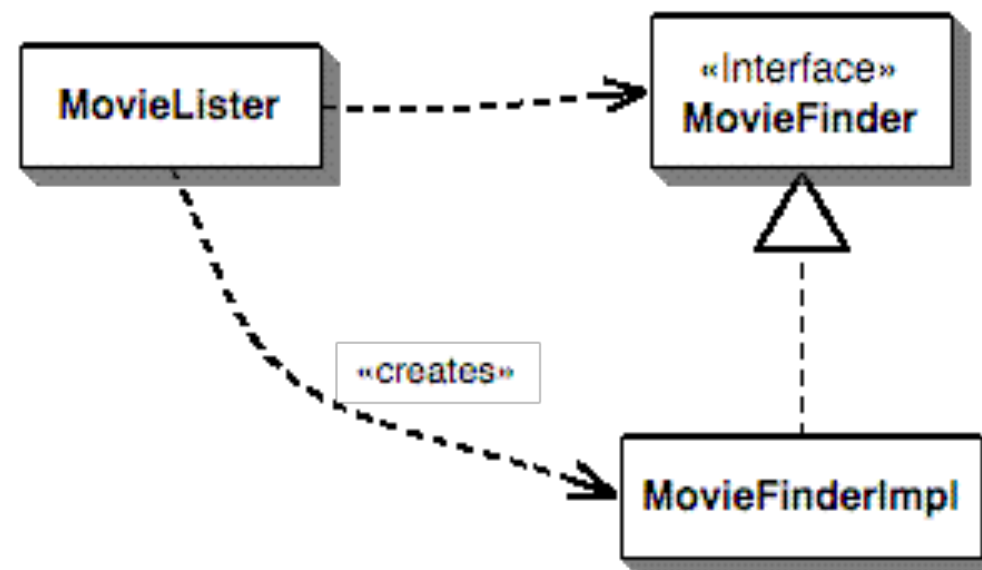 MovieLister
«Interface»
MovieFinder
«creates»
MovieFinderImpl